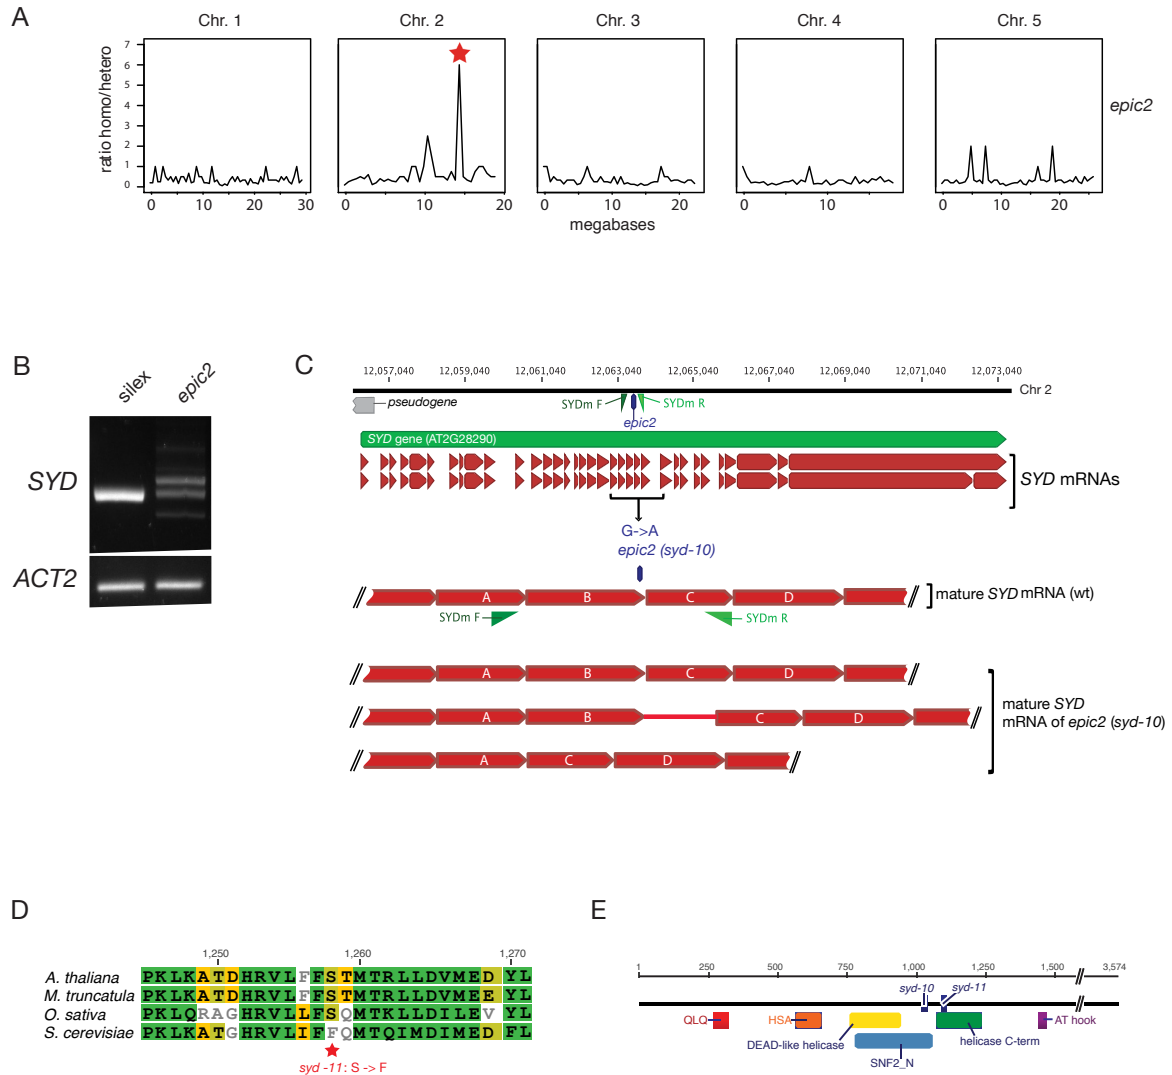 A
Chr. 1
Chr. 2
Chr. 3
Chr. 4
Chr. 5
ratio homo/hetero
7
6
5
4
3
2
1
0
0 10 20 30
0 10 20
0 10 20
0 10
0 10 20
megabases
epic2
B
silex
epic2
SYD
ACT2
C
12,057,040 12,059,040 12,061,040 12,063,040 12,065,040 12,067,040 12,069,040 12,071,040 12,073,040
Chr 2
pseudogene
SYDm F
SYDm R
epic2
SYD gene (AT2G28290)
SYD mRNAs
G->A
epic2 (syd-10)
A B C D
mature SYD mRNA (wt)
SYDm F
SYDm R
A B C D
A B C D
mature SYD
mRNA of epic2 (syd-10)
A C D
D
1,250 1,260 1,270
A. thaliana PKLKATDHRVLFFSTMTRLLDVMEDYL
M. truncatula PKLKATDHRVLFFSTMTRLLDVMEEYL
O. sativa PKLQRAGHRVLLFSQMTKLLDILEVYL
S. cerevisiae PKLKATGHRVLIFFQMTQIMDIMEDFL
syd -11: S -> F
E
1 250 500 750 1,000 1,250 1,500 3,574
syd-10
syd-11
QLQ
HSA
AT hook
DEAD-like helicase
helicase C-term
SNF2_N